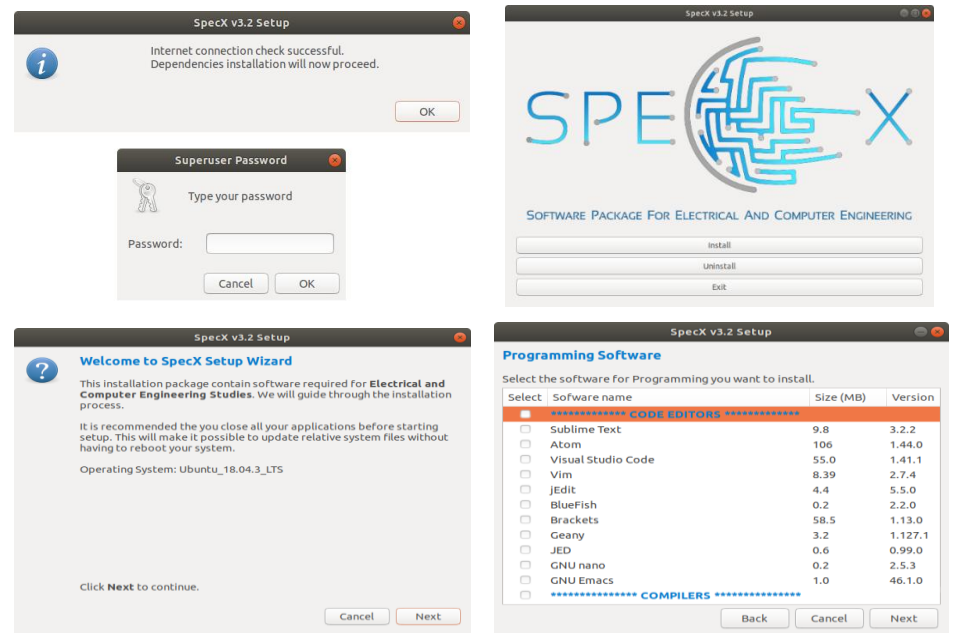 SpecX v3.2 Setup
Internet connection check successful.
Dependencies installation will now proceed.
OK
Superuser Password
Type your password
Password:
Cancel OK
SpecX v3.2 Setup
SPEC X
SOFTWARE PACKAGE FOR ELECTRICAL AND COMPUTER ENGINEERING
Install
Uninstall
Exit
SpecX v3.2 Setup
Welcome to SpecX Setup Wizard
This installation package contain software required for Electrical and
Computer Engineering Studies. We will guide through the installation
process.
It is recommended the you close all your applications before starting
setup. This will make it possible to update relative system files without
having to reboot your system.
Operating System: Ubuntu_18.04.3_LTS
Click Next to continue.
Cancel Next
SpecX v3.2 Setup
Programming Software
Select the software for Programming you want to install.
Select Sofware name Size (MB) Version
************* CODE EDITORS *************
Sublime Text 9.8 3.2.2
Atom 106 1.44.0
Visual Studio Code 55.0 1.41.1
Vim 8.39 2.7.4
jEdit 4.4 5.5.0
BlueFish 0.2 2.2.0
Brackets 58.5 1.13.0
Geany 3.2 1.127.1
JED 0.6 0.99.0
GNU nano 0.2 2.5.3
GNU Emacs 1.0 46.1.0
*************** COMPILERS ***************
Back Cancel Next